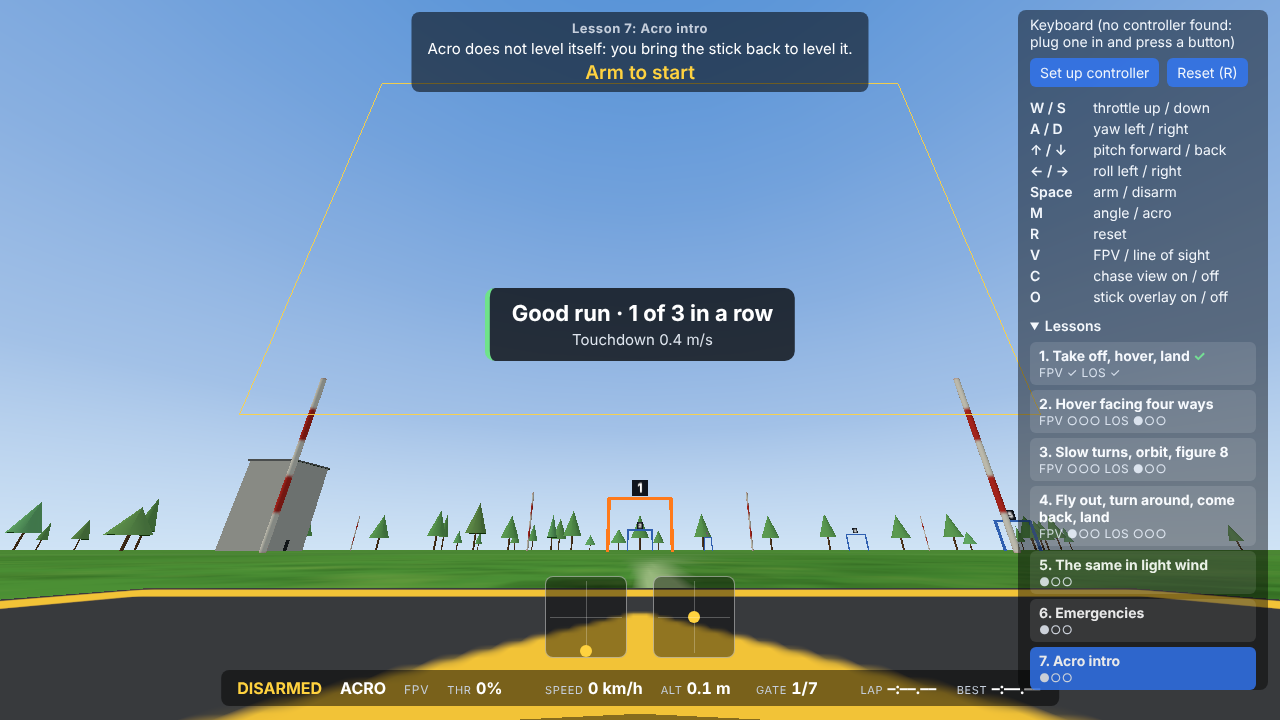 Lesson 7: Acro intro
Acro does not level itself: you bring the stick back to level it.
Arm to start
Good run · 1 of 3 in a row
Touchdown 0.4 m/s
1
DISARMED ACRO FPV THR 0% SPEED 0 km/h ALT 0.1 m GATE 1/7 LAP –:––.–– BEST –:––.––
Keyboard (no controller found:
plug one in and press a button)
Set up controller Reset (R)
W / S throttle up / down
A / D yaw left / right
↑ / ↓ pitch forward / back
← / → roll left / right
Space arm / disarm
M angle / acro
R reset
V FPV / line of sight
C chase view on / off
O stick overlay on / off
▼ Lessons
1. Take off, hover, land ✓
FPV ✓ LOS ✓
2. Hover facing four ways
FPV ○○○ LOS ●○○
3. Slow turns, orbit, figure 8
FPV ○○○ LOS ●○○
4. Fly out, turn around, come
back, land
FPV ●○○ LOS ○○○
5. The same in light wind
●○○
6. Emergencies
●○○
7. Acro intro
●○○